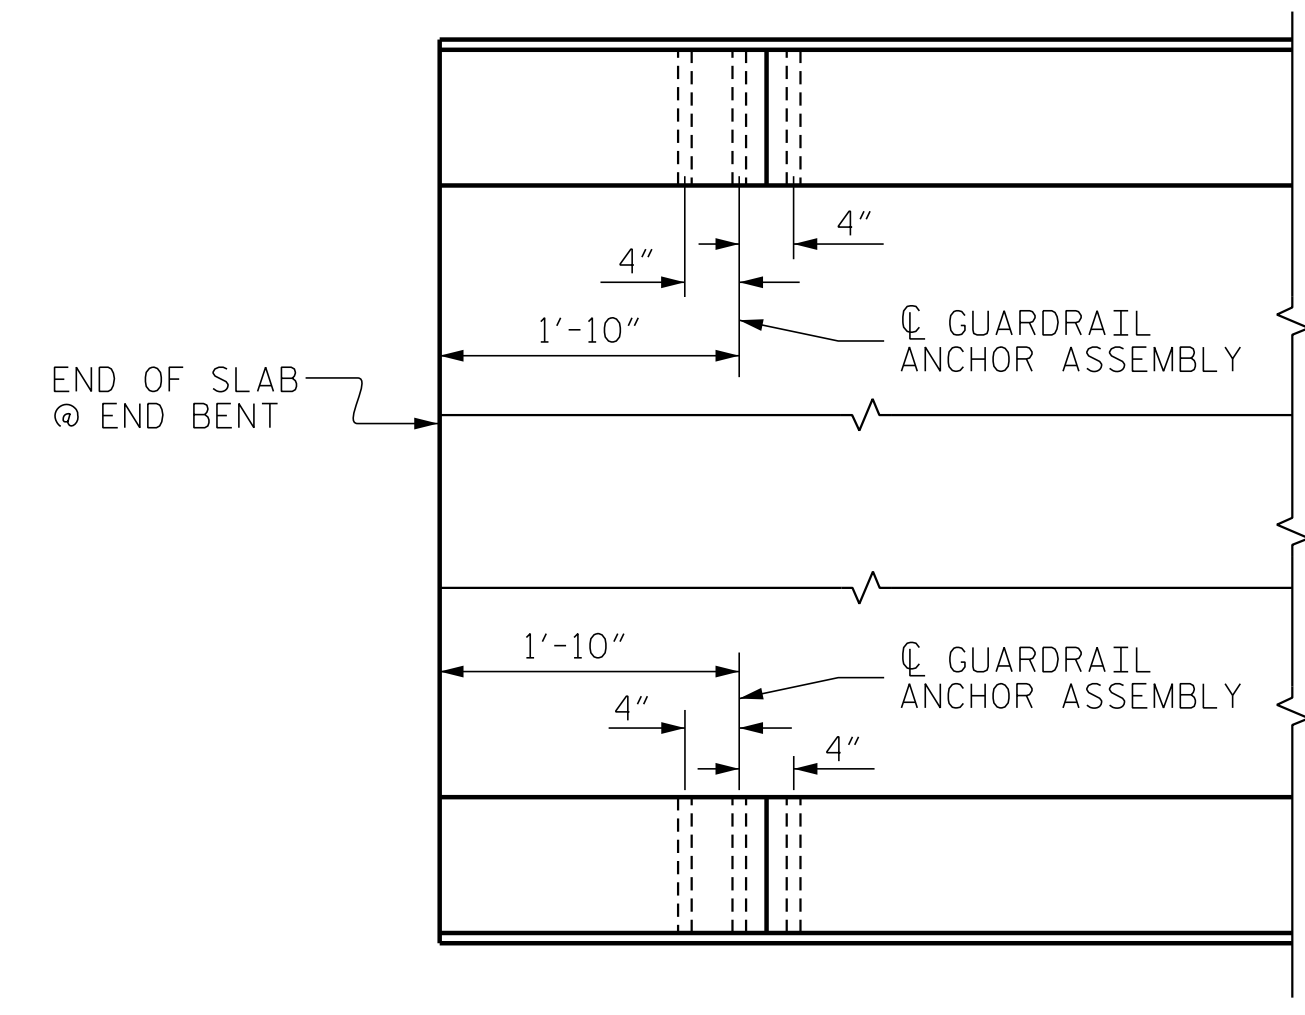 4"
4"
1'-10"
℄ GUARDRAIL
ANCHOR ASSEMBLY
END OF SLAB
@ END BENT
1'-10"
℄ GUARDRAIL
ANCHOR ASSEMBLY
4"
4"